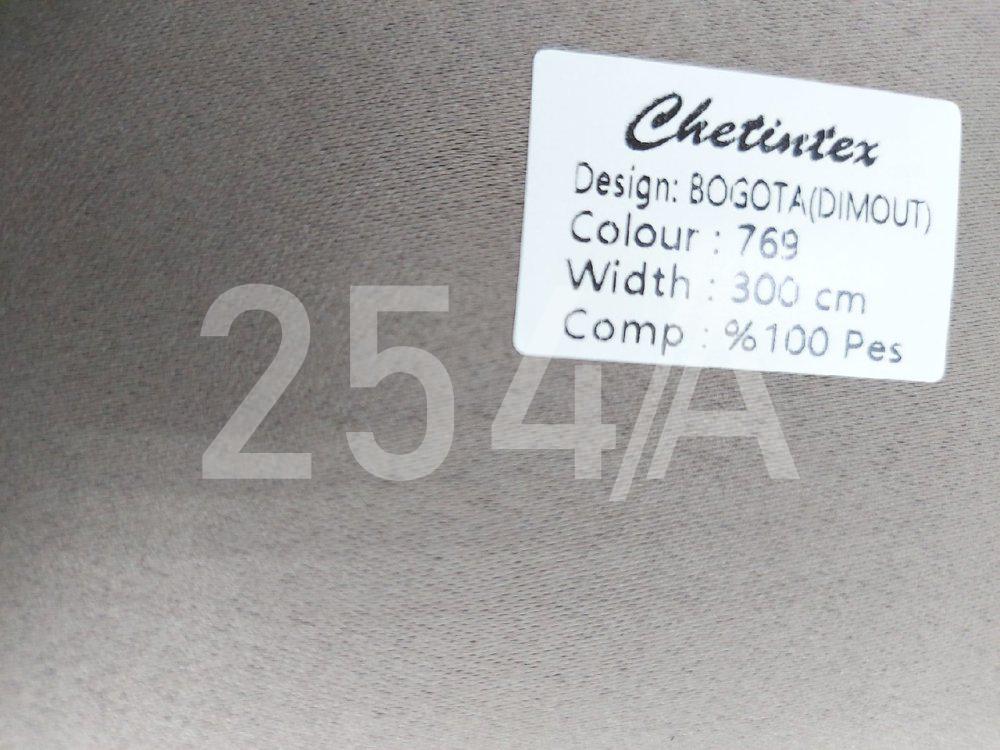 Chetintex
Design: BOGOTA(DIMOUT)
Colour : 769
Width : 300 cm
Comp : %100 Pes
254/A